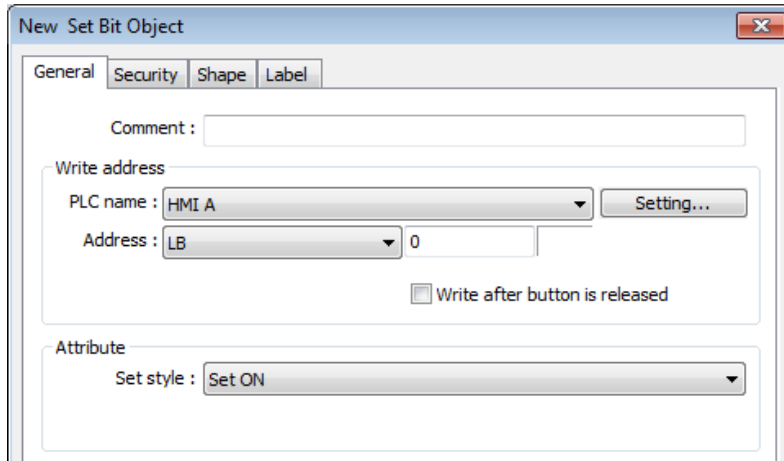 New Set Bit Object
General Security Shape Label
Comment :
Write address
PLC name : HMI A Setting...
Address : LB 0
Write after button is released
Attribute
Set style : Set ON